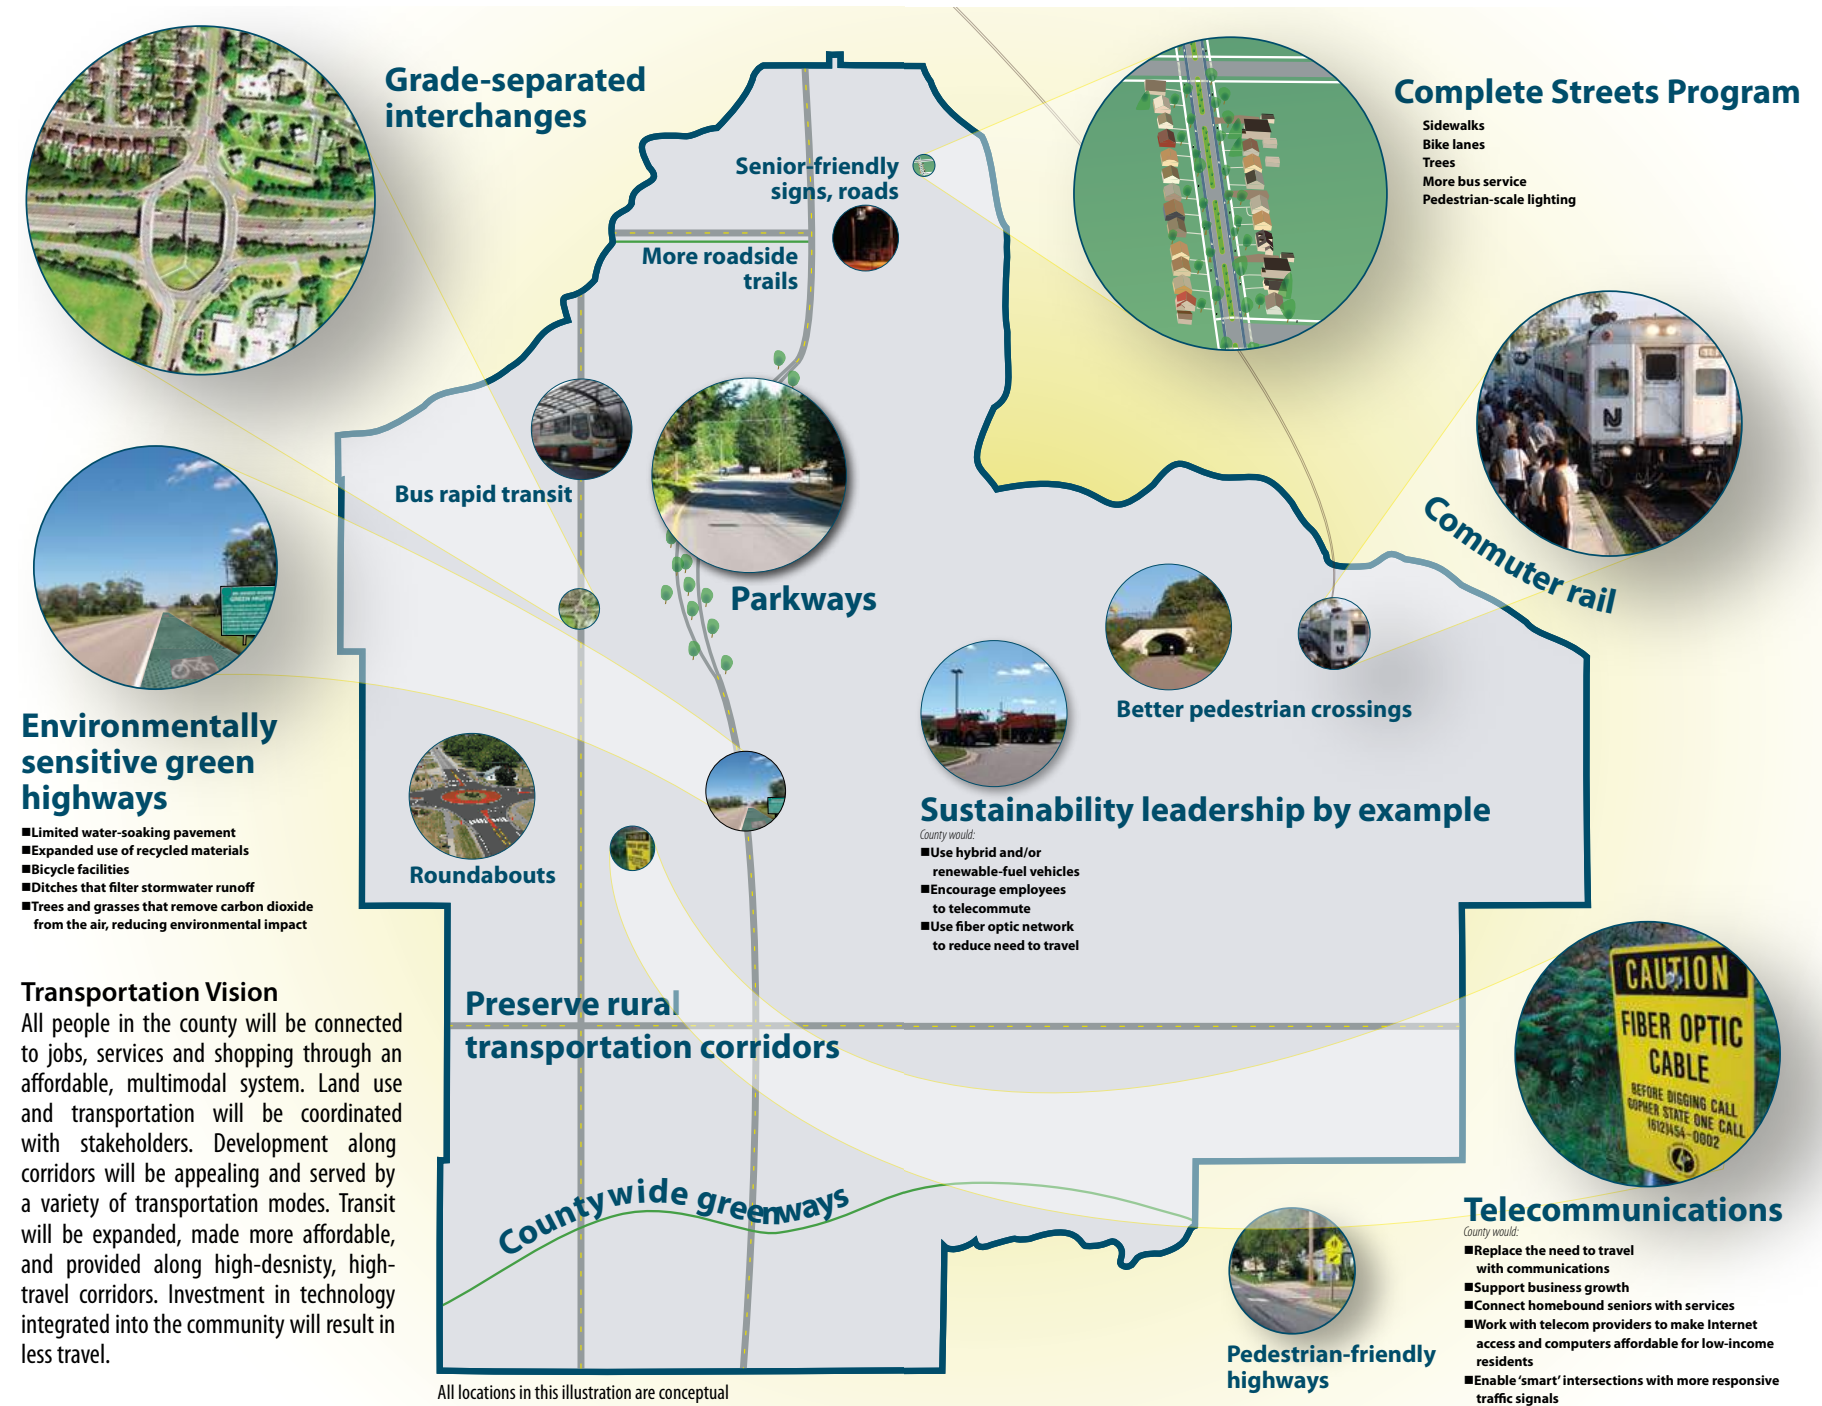 Grade-separated
interchanges
Complete Streets Program
Sidewalks
Bike lanes
Trees
More bus service
Pedestrian-scale lighting
Senior-friendly
signs, roads
More roadside
trails
Bus rapid transit
Parkways
Commuter rail
Better pedestrian crossings
Environmentally
sensitive green
highways
■Limited water-soaking pavement
■Expanded use of recycled materials
■Bicycle facilities
■Ditches that filter stormwater runoff
■Trees and grasses that remove carbon dioxide
from the air, reducing environmental impact
Roundabouts
Sustainability leadership by example
County would:
■Use hybrid and/or
renewable-fuel vehicles
■Encourage employees
to telecommute
■Use fiber optic network
to reduce need to travel
Transportation Vision
All people in the county will be connected
to jobs, services and shopping through an
affordable, multimodal system. Land use
and transportation will be coordinated
with stakeholders. Development along
corridors will be appealing and served by
a variety of transportation modes. Transit
will be expanded, made more affordable,
and provided along high-desnisty, high-
travel corridors. Investment in technology
integrated into the community will result in
less travel.
Preserve rural
transportation corridors
Countywide greenways
CAUTION
FIBER OPTIC
CABLE
BEFORE DIGGING CALL
GOPHER STATE ONE CALL
(612)454-0002
Telecommunications
County would:
■Replace the need to travel
with communications
■Support business growth
■Connect homebound seniors with services
■Work with telecom providers to make Internet
access and computers affordable for low-income
residents
■Enable ‘smart’ intersections with more responsive
traffic signals
Pedestrian-friendly
highways
All locations in this illustration are conceptual